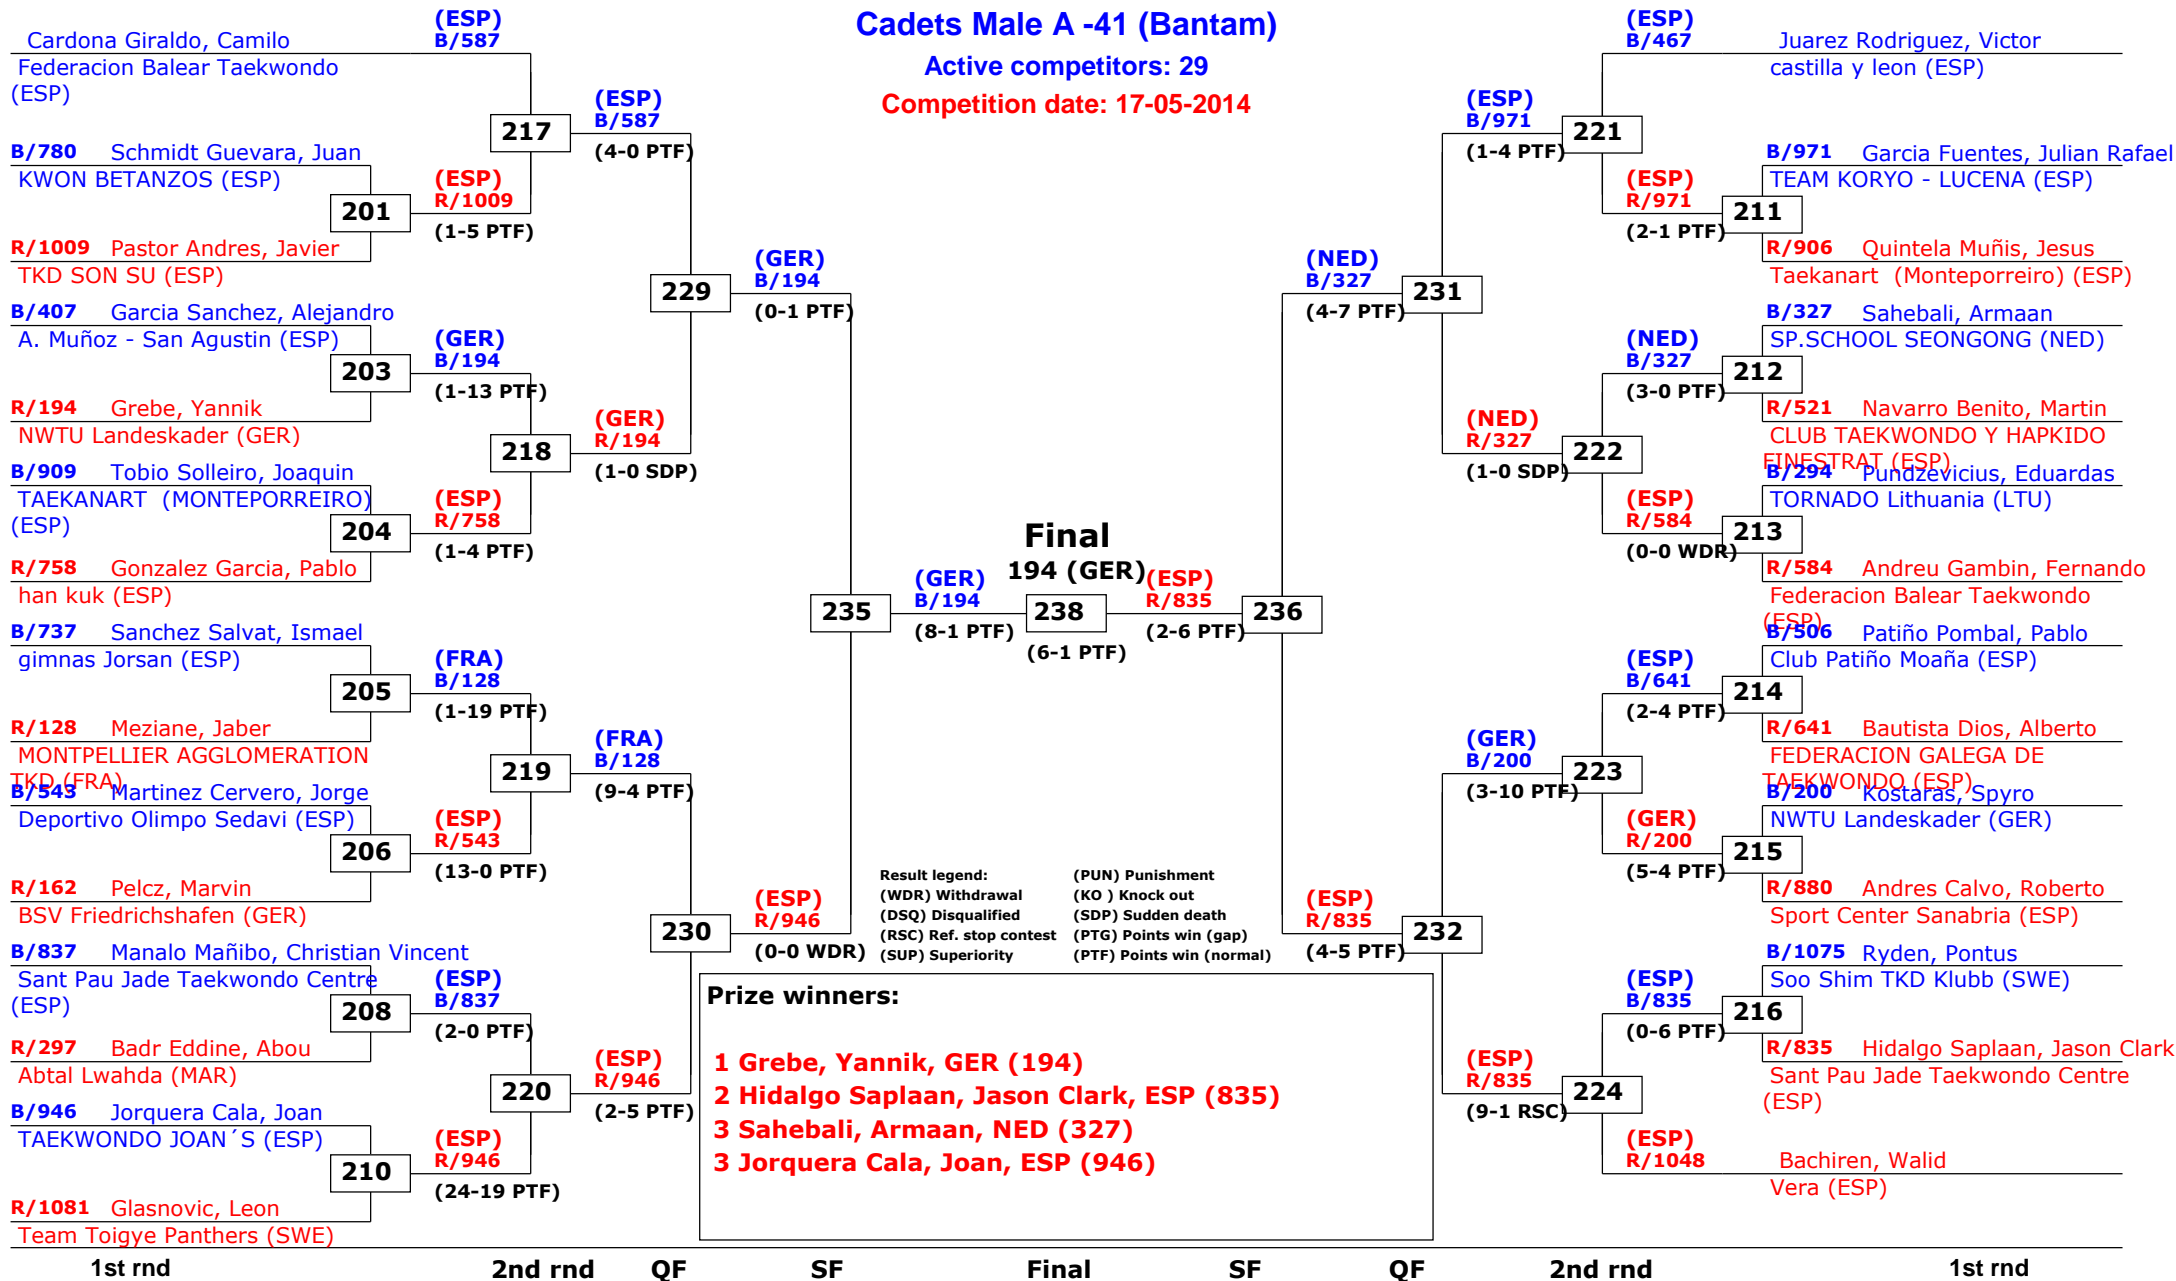 Cadets Male A -41 (Bantam)
Active competitors: 29
Competition date: 17-05-2014
(ESP)
B/587
Cardona Giraldo, Camilo
Federacion Balear Taekwondo
(ESP)
B/780 Schmidt Guevara, Juan
KWON BETANZOS (ESP)
201
R/1009 Pastor Andres, Javier
TKD SON SU (ESP)
B/407 Garcia Sanchez, Alejandro
A. Muñoz - San Agustin (ESP)
203
R/194 Grebe, Yannik
NWTU Landeskader (GER)
B/909 Tobio Solleiro, Joaquin
TAEKANART (MONTEPORREIRO)
(ESP)
204
R/758 Gonzalez Garcia, Pablo
han kuk (ESP)
B/737 Sanchez Salvat, Ismael
gimnas Jorsan (ESP)
205
R/128 Meziane, Jaber
MONTPELLIER AGGLOMERATION
TKD (FRA)
B/543 Martinez Cervero, Jorge
Deportivo Olimpo Sedavi (ESP)
206
R/162 Pelcz, Marvin
BSV Friedrichshafen (GER)
B/837 Manalo Mañibo, Christian Vincent
Sant Pau Jade Taekwondo Centre
(ESP)
208
R/297 Badr Eddine, Abou
Abtal Lwahda (MAR)
B/946 Jorquera Cala, Joan
TAEKWONDO JOAN´S (ESP)
210
R/1081 Glasnovic, Leon
Team Toigye Panthers (SWE)
217
(ESP)
R/1009
(1-5 PTF)
(GER)
B/194
(1-13 PTF)
218
(ESP)
R/758
(1-4 PTF)
(FRA)
B/128
(1-19 PTF)
219
(ESP)
R/543
(13-0 PTF)
(ESP)
B/837
(2-0 PTF)
220
(ESP)
R/946
(24-19 PTF)
(ESP)
B/587
(4-0 PTF)
229
(GER)
R/194
(1-0 SDP)
(FRA)
B/128
(9-4 PTF)
230
(ESP)
R/946
(2-5 PTF)
(GER)
B/194
(0-1 PTF)
235
(ESP)
R/946
(0-0 WDR)
(GER)
B/194
(8-1 PTF)
Final
194 (GER)
238
(6-1 PTF)
(ESP)
R/835
(2-6 PTF)
236
(NED)
B/327
(4-7 PTF)
231
(ESP)
R/835
(4-5 PTF)
232
(ESP)
B/971
(1-4 PTF)
221
(NED)
R/327
(1-0 SDP)
222
(GER)
B/200
(3-10 PTF)
223
(ESP)
R/835
(9-1 RSC)
224
(ESP)
B/467
Juarez Rodriguez, Victor
castilla y leon (ESP)
(ESP)
R/971
(2-1 PTF)
211
B/971 Garcia Fuentes, Julian Rafael
TEAM KORYO - LUCENA (ESP)
R/906 Quintela Muñis, Jesus
Taekanart (Monteporreiro) (ESP)
(NED)
B/327
(3-0 PTF)
212
B/327 Sahebali, Armaan
SP.SCHOOL SEONGONG (NED)
R/521 Navarro Benito, Martin
CLUB TAEKWONDO Y HAPKIDO
FINESTRAT (ESP)
(ESP)
R/584
(0-0 WDR)
213
B/294 Pundzevicius, Eduardas
TORNADO Lithuania (LTU)
R/584 Andreu Gambin, Fernando
Federacion Balear Taekwondo
(ESP)
(ESP)
B/641
(2-4 PTF)
214
B/506 Patiño Pombal, Pablo
Club Patiño Moaña (ESP)
R/641 Bautista Dios, Alberto
FEDERACION GALEGA DE
TAEKWONDO (ESP)
(GER)
R/200
(5-4 PTF)
215
B/200 Kostaras, Spyro
NWTU Landeskader (GER)
R/880 Andres Calvo, Roberto
Sport Center Sanabria (ESP)
(ESP)
B/835
(0-6 PTF)
216
B/1075 Ryden, Pontus
Soo Shim TKD Klubb (SWE)
R/835 Hidalgo Saplaan, Jason Clark
Sant Pau Jade Taekwondo Centre
(ESP)
(ESP)
R/1048
Bachiren, Walid
Vera (ESP)
Result legend:
(WDR) Withdrawal
(DSQ) Disqualified
(RSC) Ref. stop contest
(SUP) Superiority
(PUN) Punishment
(KO ) Knock out
(SDP) Sudden death
(PTG) Points win (gap)
(PTF) Points win (normal)
Prize winners:
1 Grebe, Yannik, GER (194)
2 Hidalgo Saplaan, Jason Clark, ESP (835)
3 Sahebali, Armaan, NED (327)
3 Jorquera Cala, Joan, ESP (946)
1st rnd 2nd rnd QF SF Final SF QF 2nd rnd 1st rnd